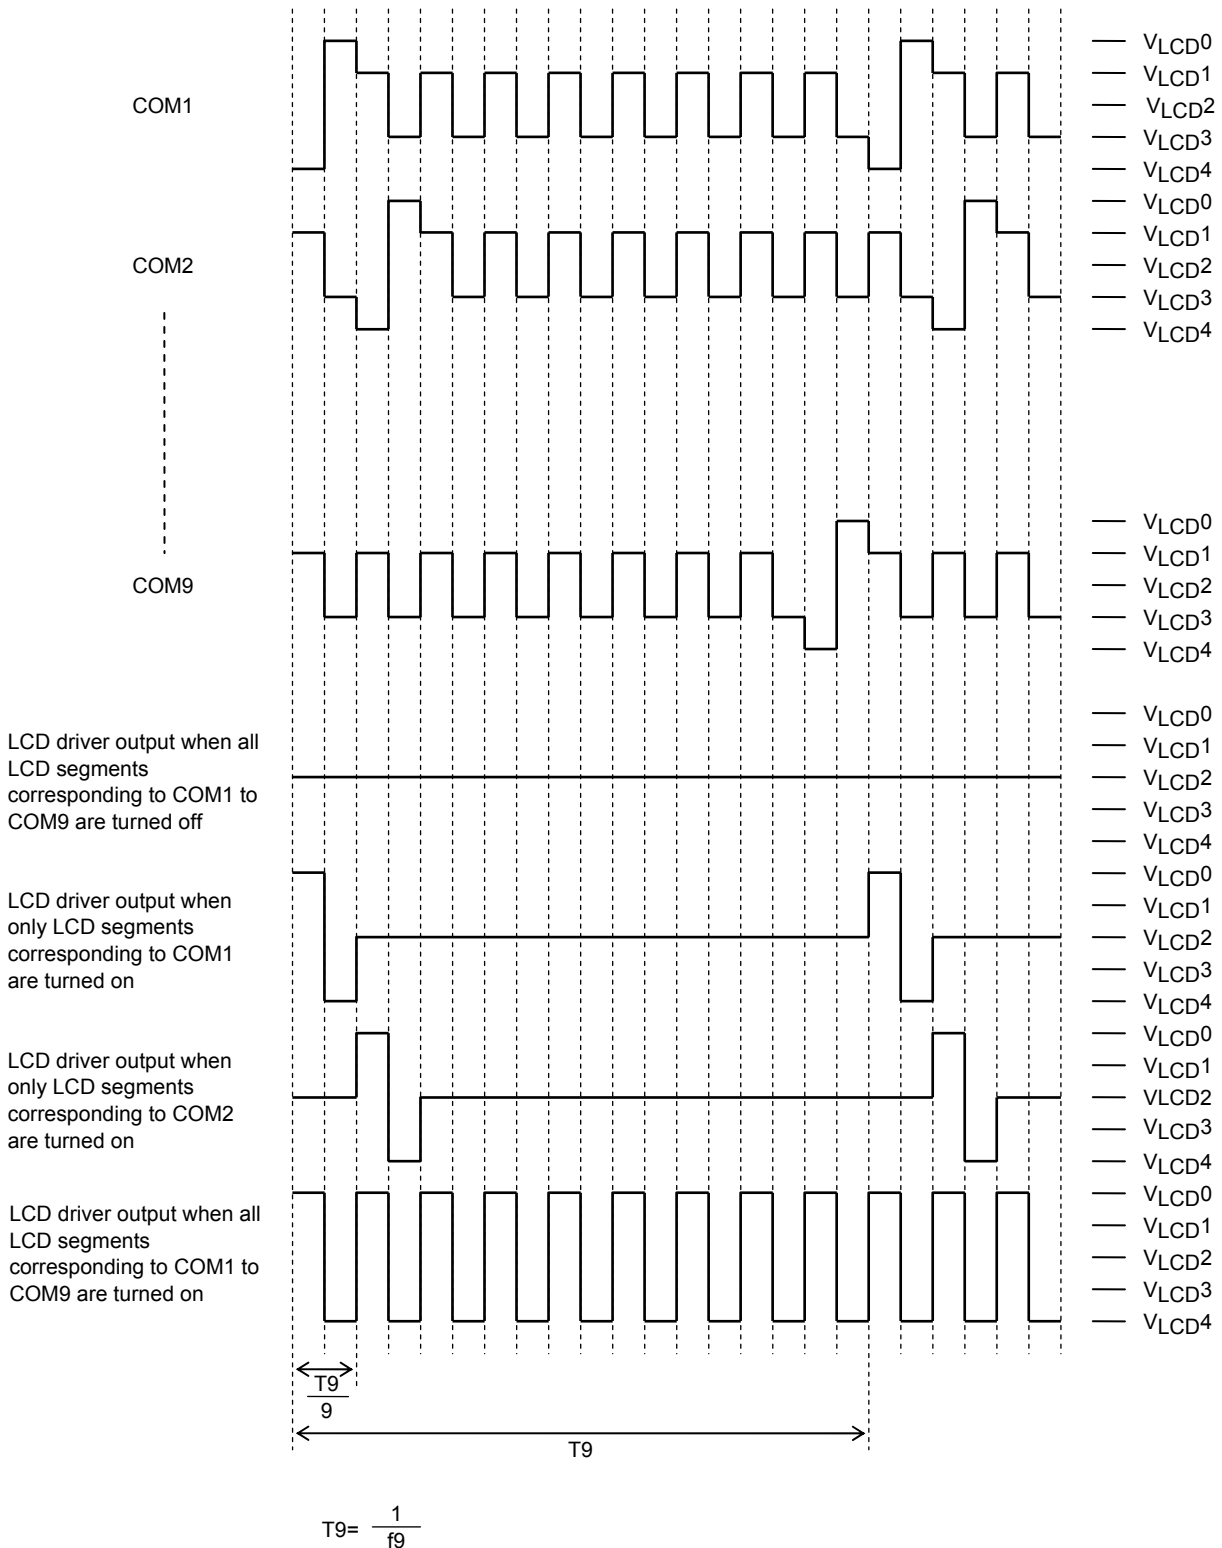 COM1
VLCD0
VLCD1
VLCD2
VLCD3
VLCD4
COM2
VLCD0
VLCD1
VLCD2
VLCD3
VLCD4
COM9
VLCD0
VLCD1
VLCD2
VLCD3
VLCD4
LCD driver output when all
LCD segments
corresponding to COM1 to
COM9 are turned off
VLCD0
VLCD1
VLCD2
VLCD3
VLCD4
LCD driver output when
only LCD segments
corresponding to COM1
are turned on
VLCD0
VLCD1
VLCD2
VLCD3
VLCD4
LCD driver output when
only LCD segments
corresponding to COM2
are turned on
VLCD0
VLCD1
VLCD2
VLCD3
VLCD4
LCD driver output when all
LCD segments
corresponding to COM1 to
COM9 are turned on
VLCD0
VLCD1
VLCD2
VLCD3
VLCD4
T9
9
T9
T9= 1
f9